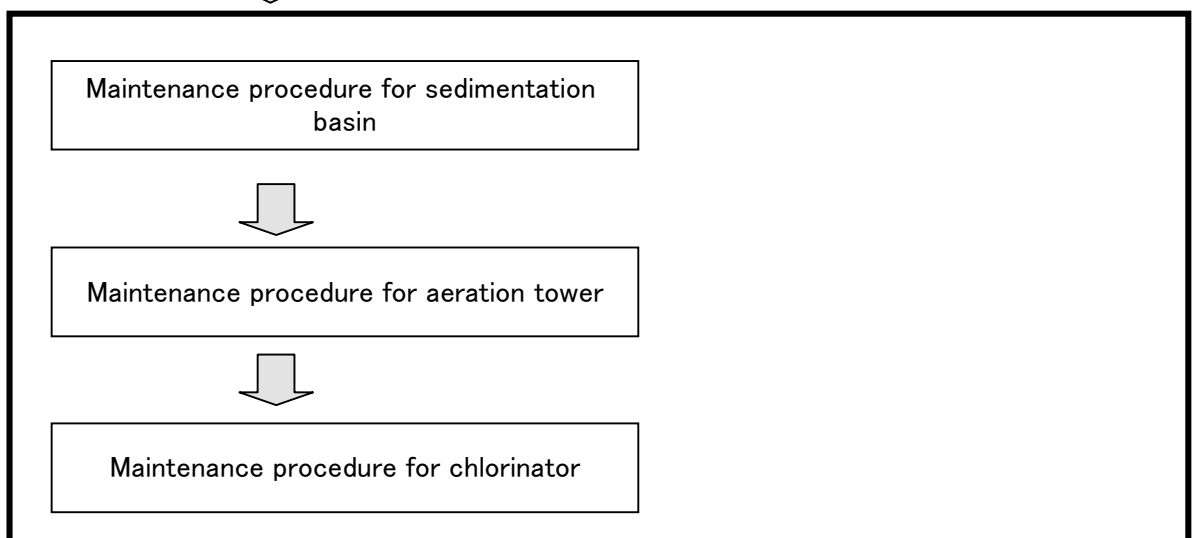 Maintenance procedure for sedimentation
basin
Maintenance procedure for aeration tower
Maintenance procedure for chlorinator